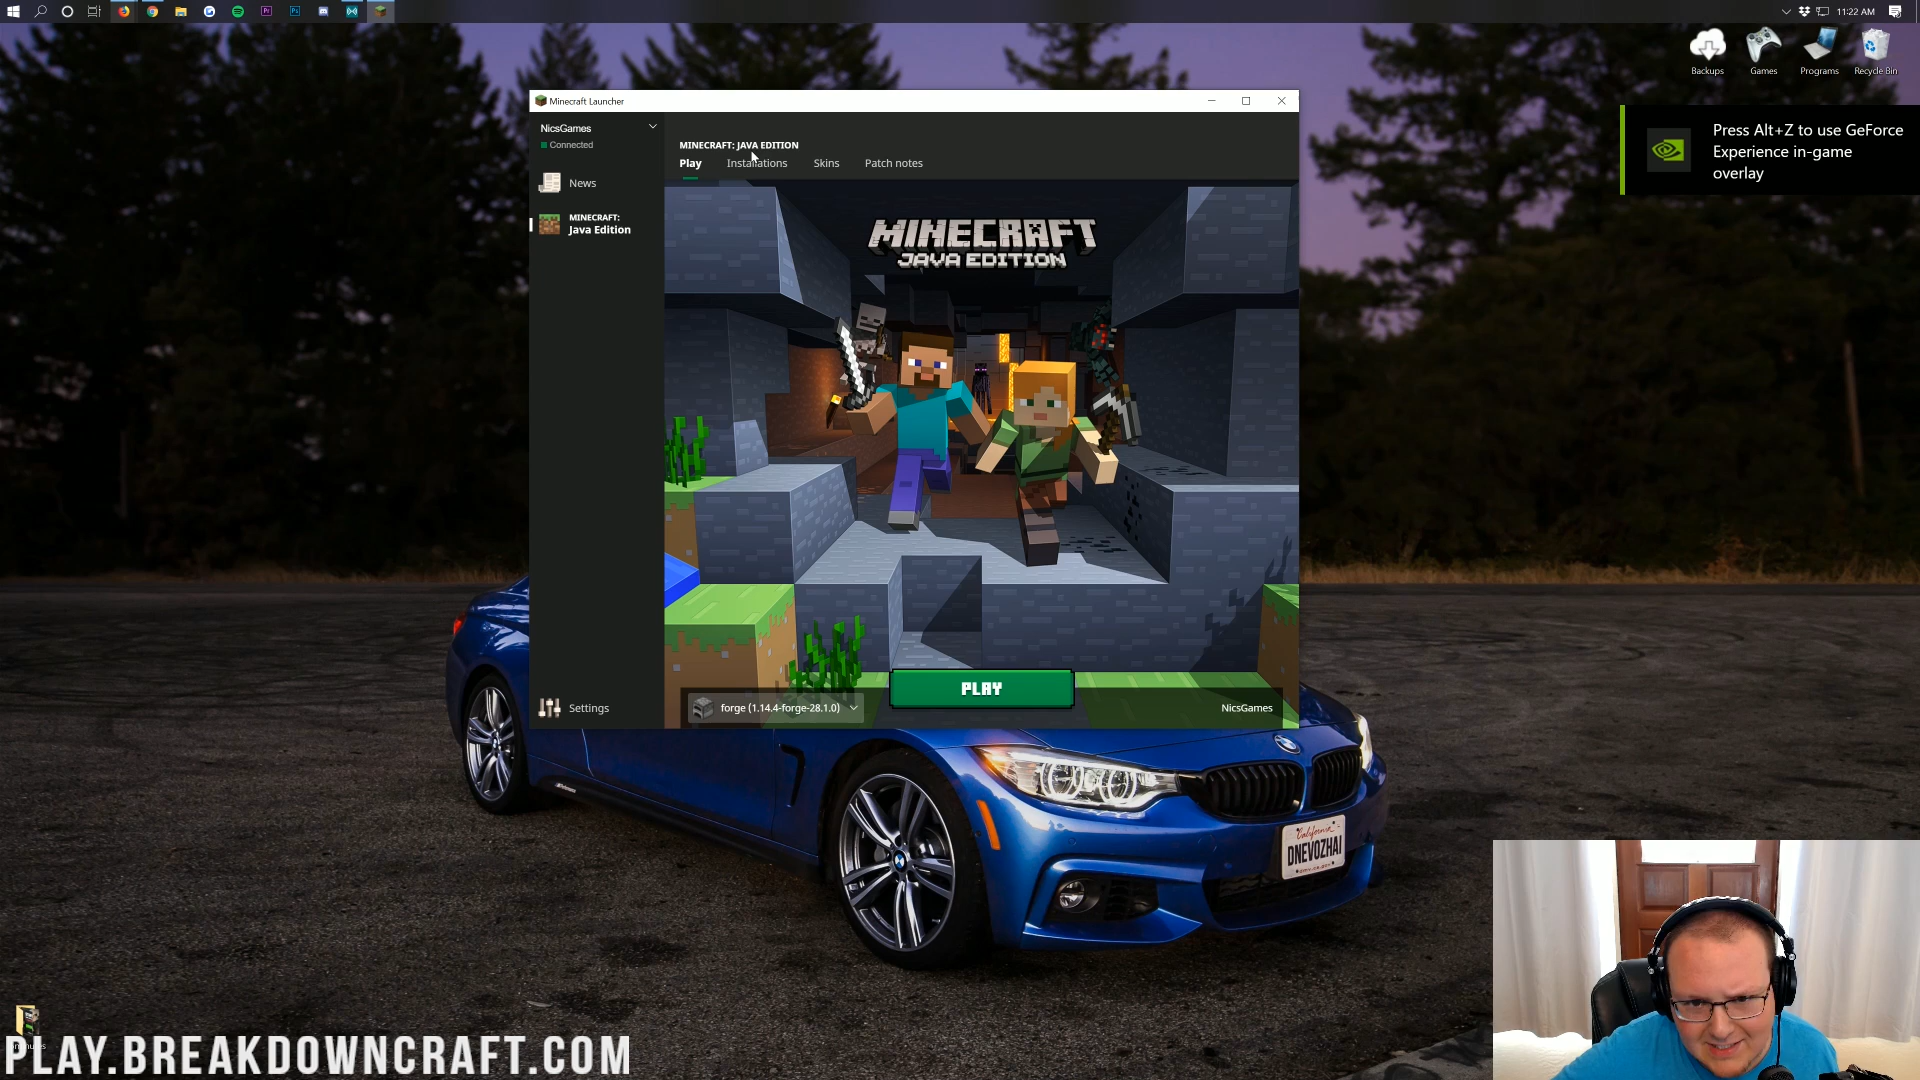 11:22 AM
Backups
Games
Programs
Recycle Bin
Minecraft Launcher
Press Alt+Z to use GeForce
Experience in-game
overlay
NicsGames
Connected
MINECRAFT: JAVA EDITION
Play
Installations
Skins
Patch notes
News
MINECRAFT:
Java Edition
MINECRAFT
JAVA EDITION
PLAY
Settings
forge (1.14.4-forge-28.1.0)
NicsGames
California
DNEVOZHAI
PLAY.BREAKDOWNCRAFT.COM